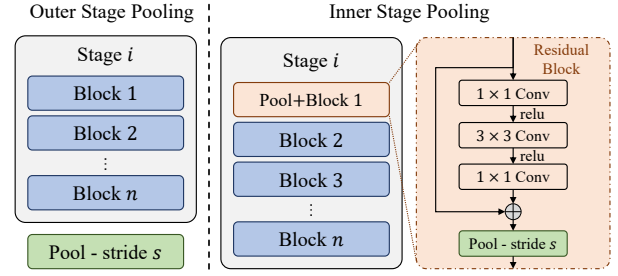 Outer Stage Pooling
Stage i
Block 1
Block 2
⋮
Block n
Pool - stride s
Inner Stage Pooling
Stage i
Pool+Block 1
Block 2
Block 3
⋮
Block n
Residual
Block
1 × 1 Conv
relu
3 × 3 Conv
relu
1 × 1 Conv
Pool - stride s